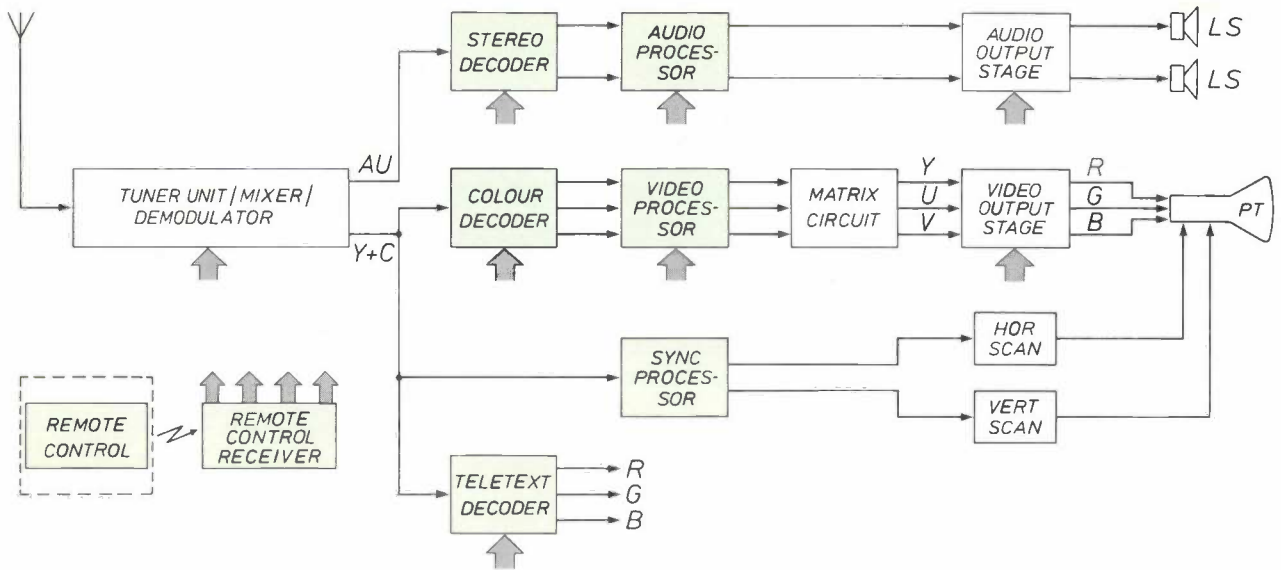 STEREO
DECODER
AUDIO
PROCES-
SOR
AUDIO
OUTPUT
STAGE
LS
LS
AU
TUNER UNIT/MIXER/
DEMODULATOR
Y+C
COLOUR
DECODER
VIDEO
PROCES-
SOR
MATRIX
CIRCUIT
Y
U
V
VIDEO
OUTPUT
STAGE
R
G
B
PT
SYNC
PROCES-
SOR
HOR
SCAN
VERT
SCAN
REMOTE
CONTROL
REMOTE
CONTROL
RECEIVER
TELETEXT
DECODER
R
G
B